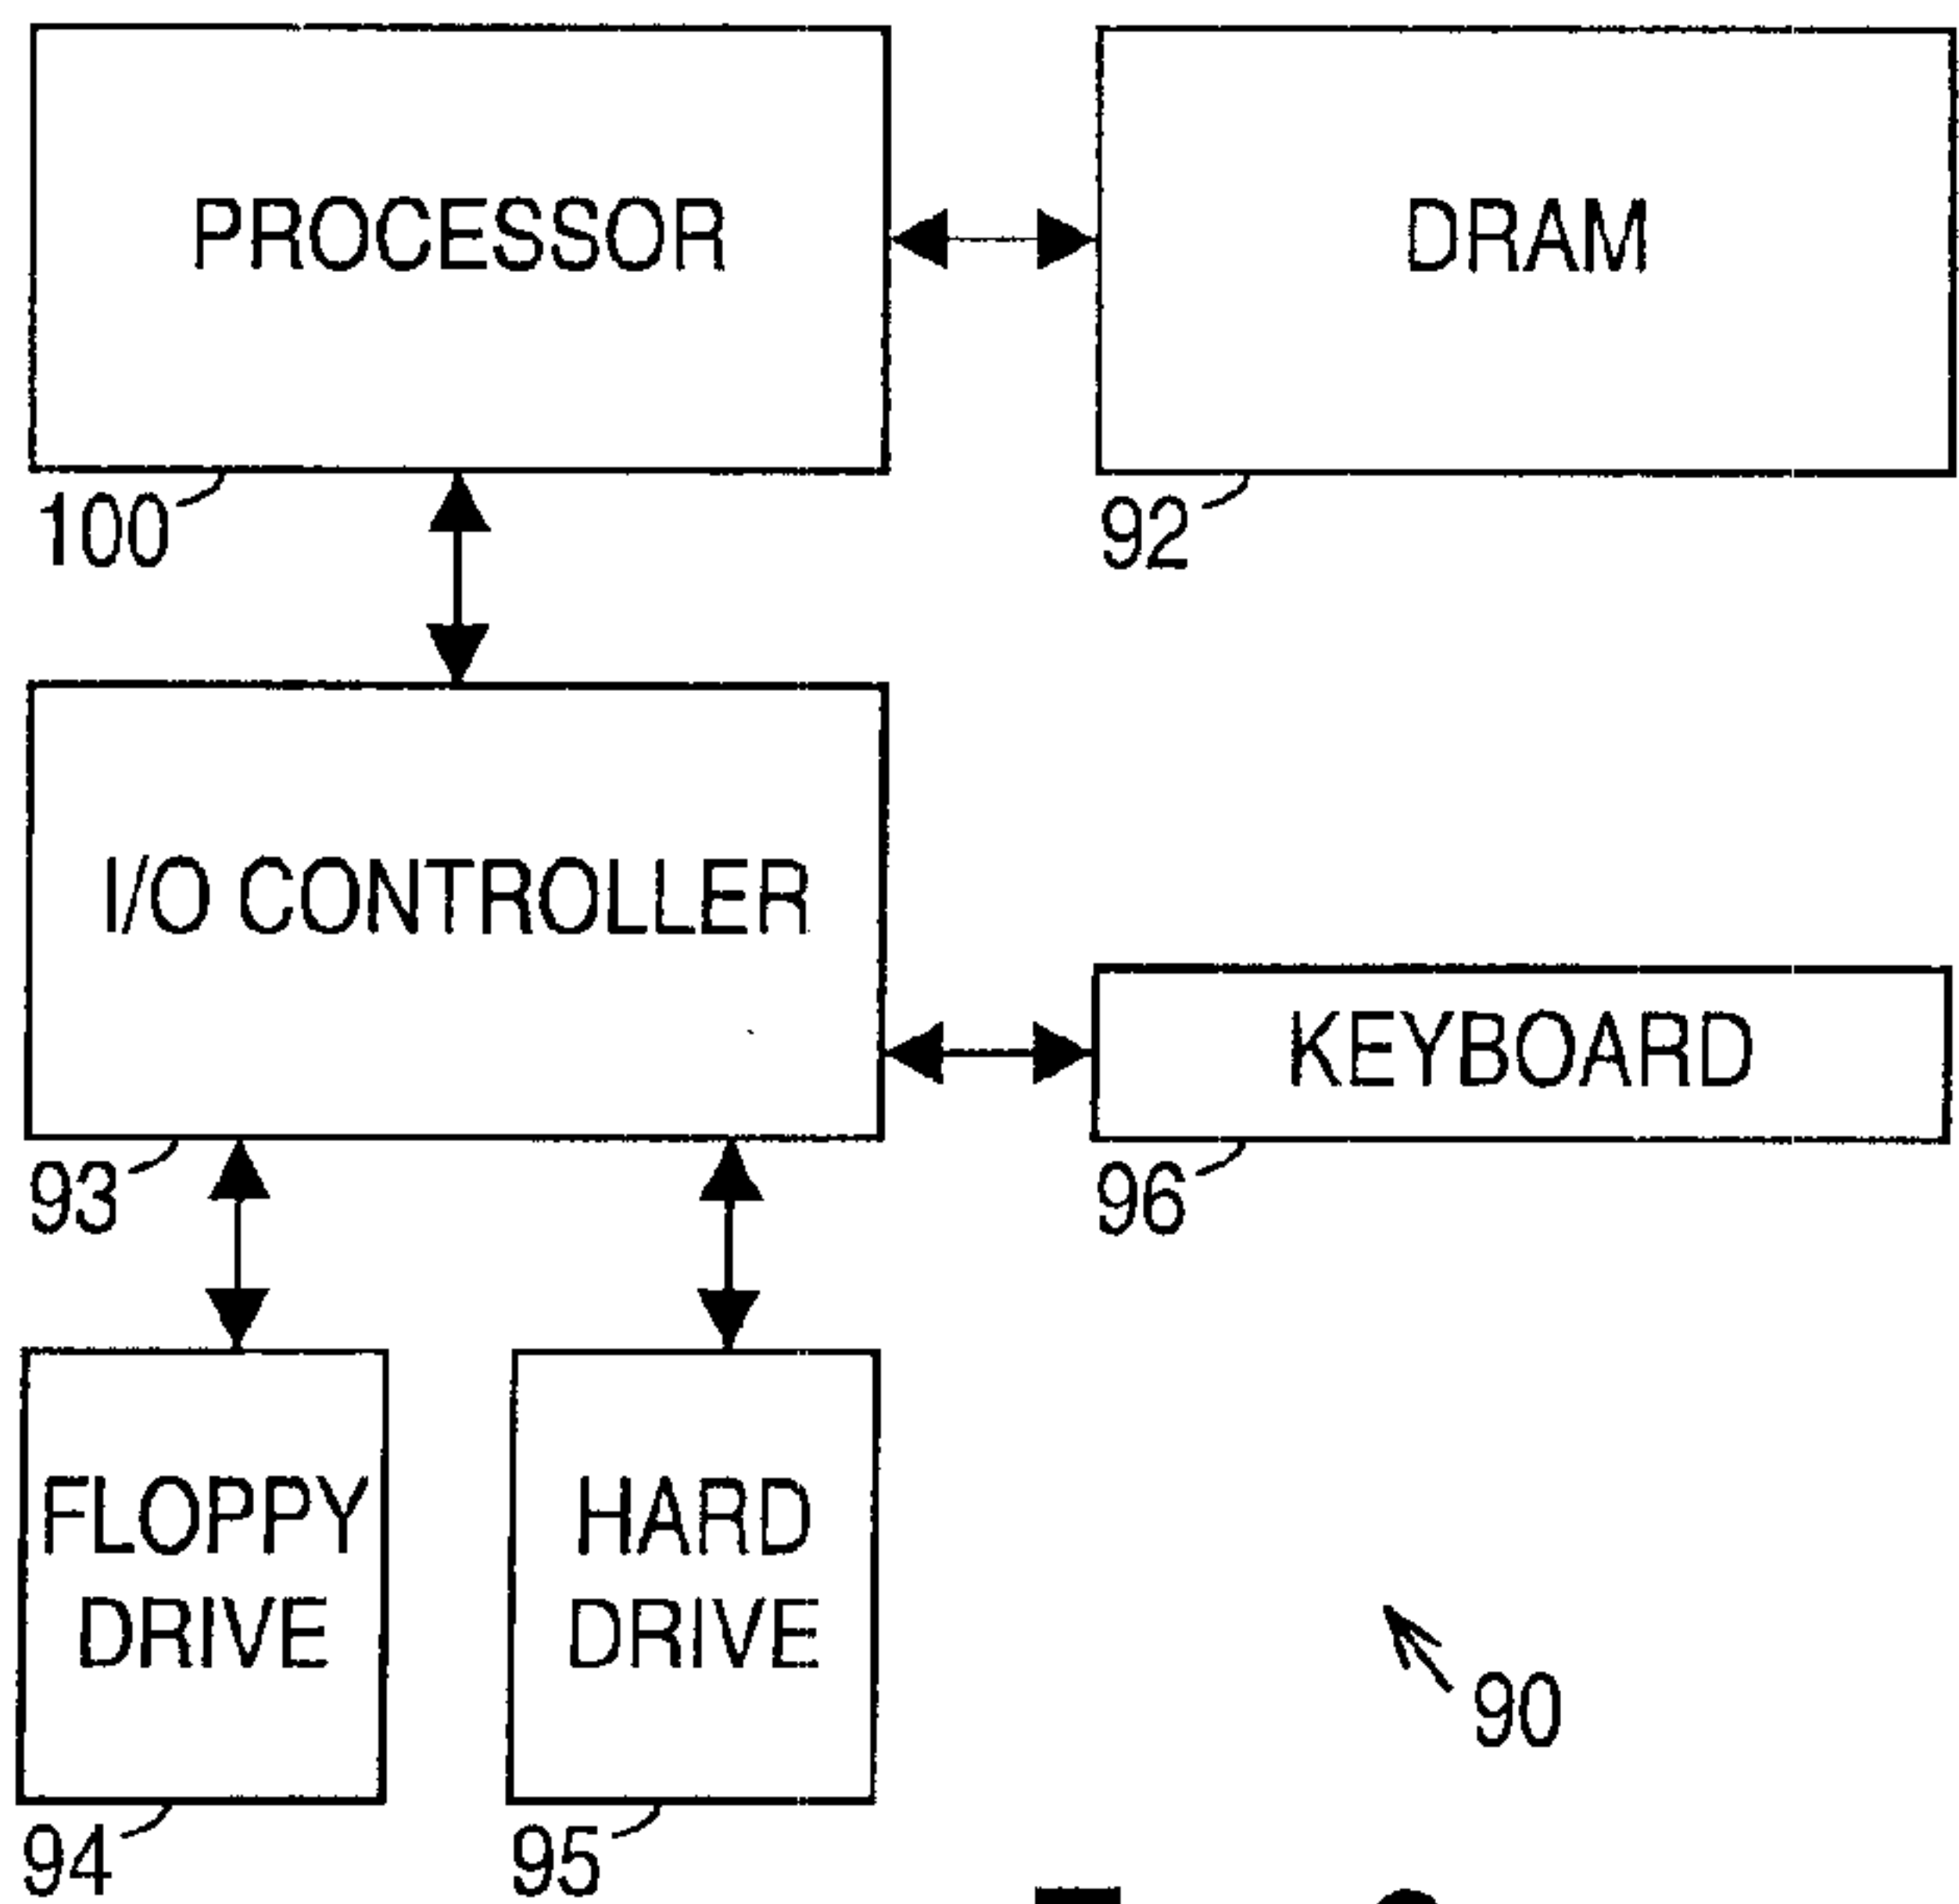 PROCESSOR
DRAM
100
92
I/O CONTROLLER
KEYBOARD
93
96
FLOPPY
DRIVE
HARD
DRIVE
90
94
95